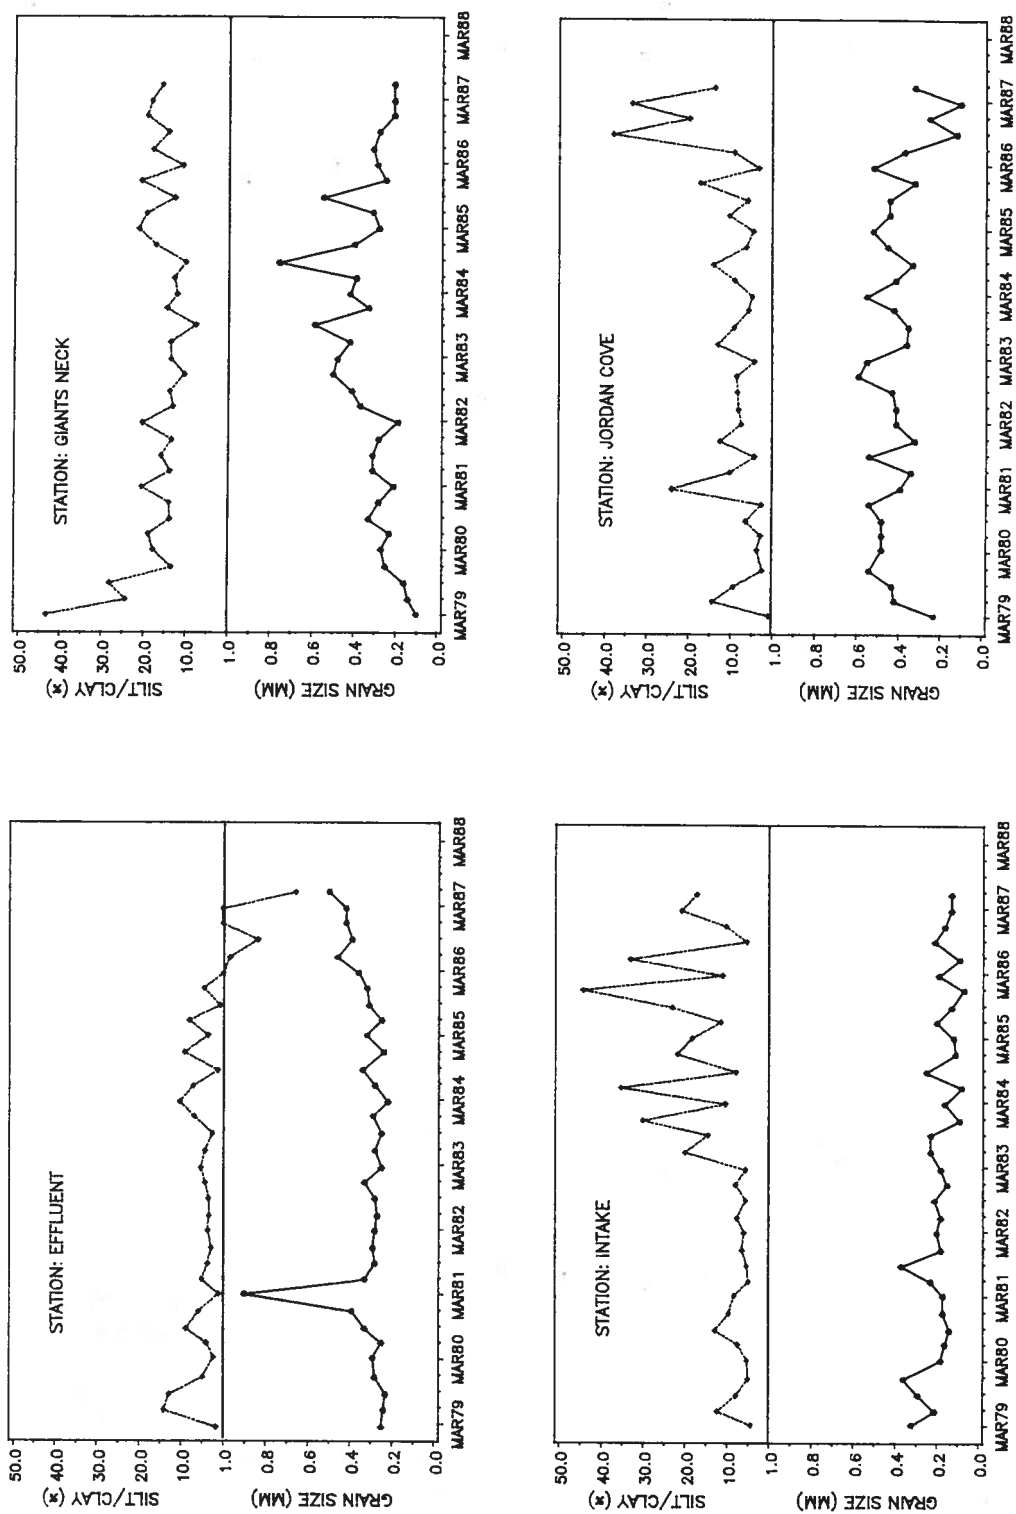 STATION: EFFLUENT
SILT/CLAY (%)
50.0
40.0
30.0
20.0
10.0
1.0
GRAIN SIZE (MM)
0.8
0.6
0.4
0.2
0.0
MAR79 MAR80 MAR81 MAR82 MAR83 MAR84 MAR85 MAR86 MAR87 MAR88
STATION: GIANTS NECK
SILT/CLAY (%)
50.0
40.0
30.0
20.0
10.0
1.0
GRAIN SIZE (MM)
0.8
0.6
0.4
0.2
0.0
MAR79 MAR80 MAR81 MAR82 MAR83 MAR84 MAR85 MAR86 MAR87 MAR88
STATION: INTAKE
SILT/CLAY (%)
50.0
40.0
30.0
20.0
10.0
1.0
GRAIN SIZE (MM)
0.8
0.6
0.4
0.2
0.0
MAR79 MAR80 MAR81 MAR82 MAR83 MAR84 MAR85 MAR86 MAR87 MAR88
STATION: JORDAN COVE
SILT/CLAY (%)
50.0
40.0
30.0
20.0
10.0
1.0
GRAIN SIZE (MM)
0.8
0.6
0.4
0.2
0.0
MAR79 MAR80 MAR81 MAR82 MAR83 MAR84 MAR85 MAR86 MAR87 MAR88